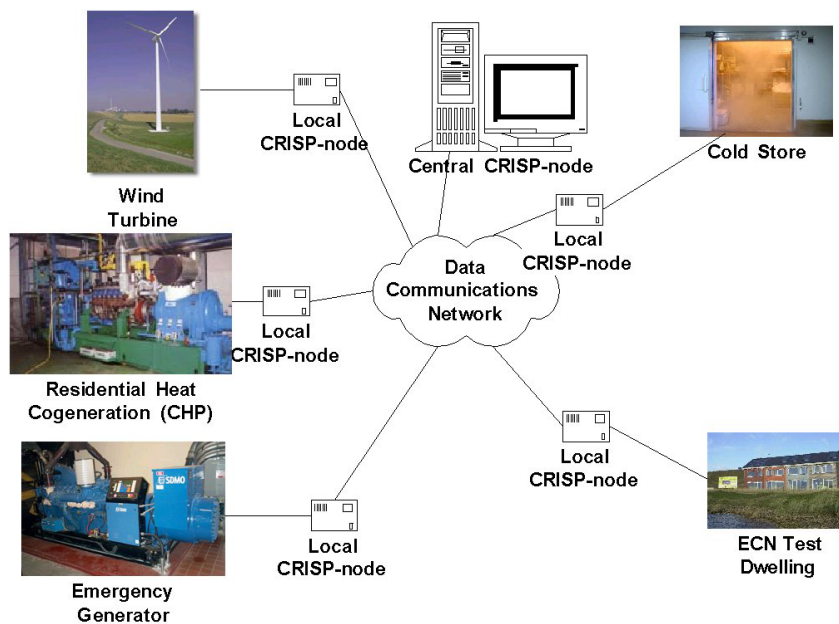 Local
CRISP-node
Central CRISP-node
Cold Store
Wind
Turbine
Local
CRISP-node
Data
Communications
Network
Local
CRISP-node
Residential Heat
Cogeneration (CHP)
Local
CRISP-node
SDMO
Local
CRISP-node
ECN Test
Dwelling
Emergency
Generator